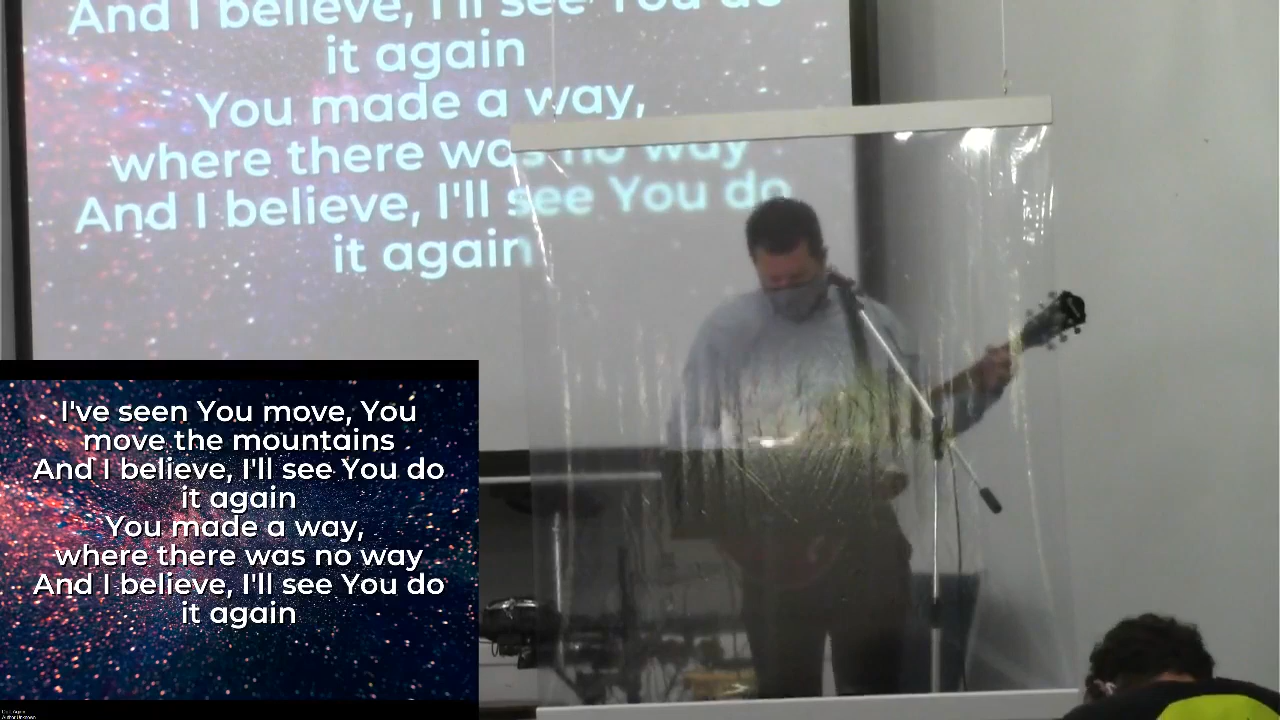 And I believe, I'll see You do
it again
You made a way,
where there was no way
And I believe, I'll see You do
it again
I've seen You move, You
move the mountains
And I believe, I'll see You do
it again
You made a way,
where there was no way
And I believe, I'll see You do
it again
Author Unknown